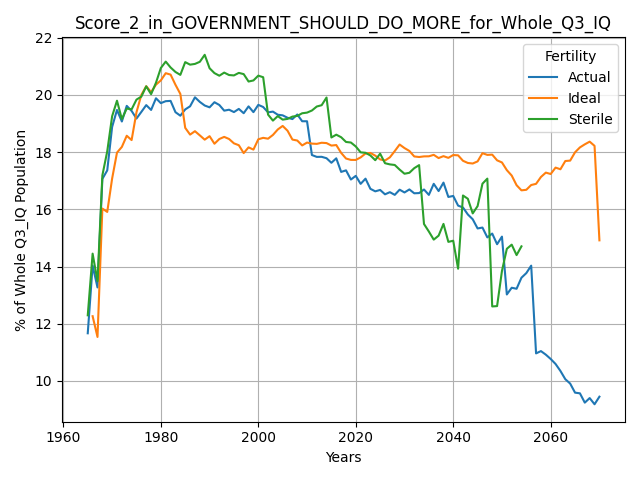 Score_2_in_GOVERNMENT_SHOULD_DO_MORE_for_Whole_Q3_IQ
% of Whole Q3_IQ Population
22
20
18
16
14
12
10
Fertility
Actual
Ideal
Sterile
1960
1980
2000
2020
2040
2060
Years